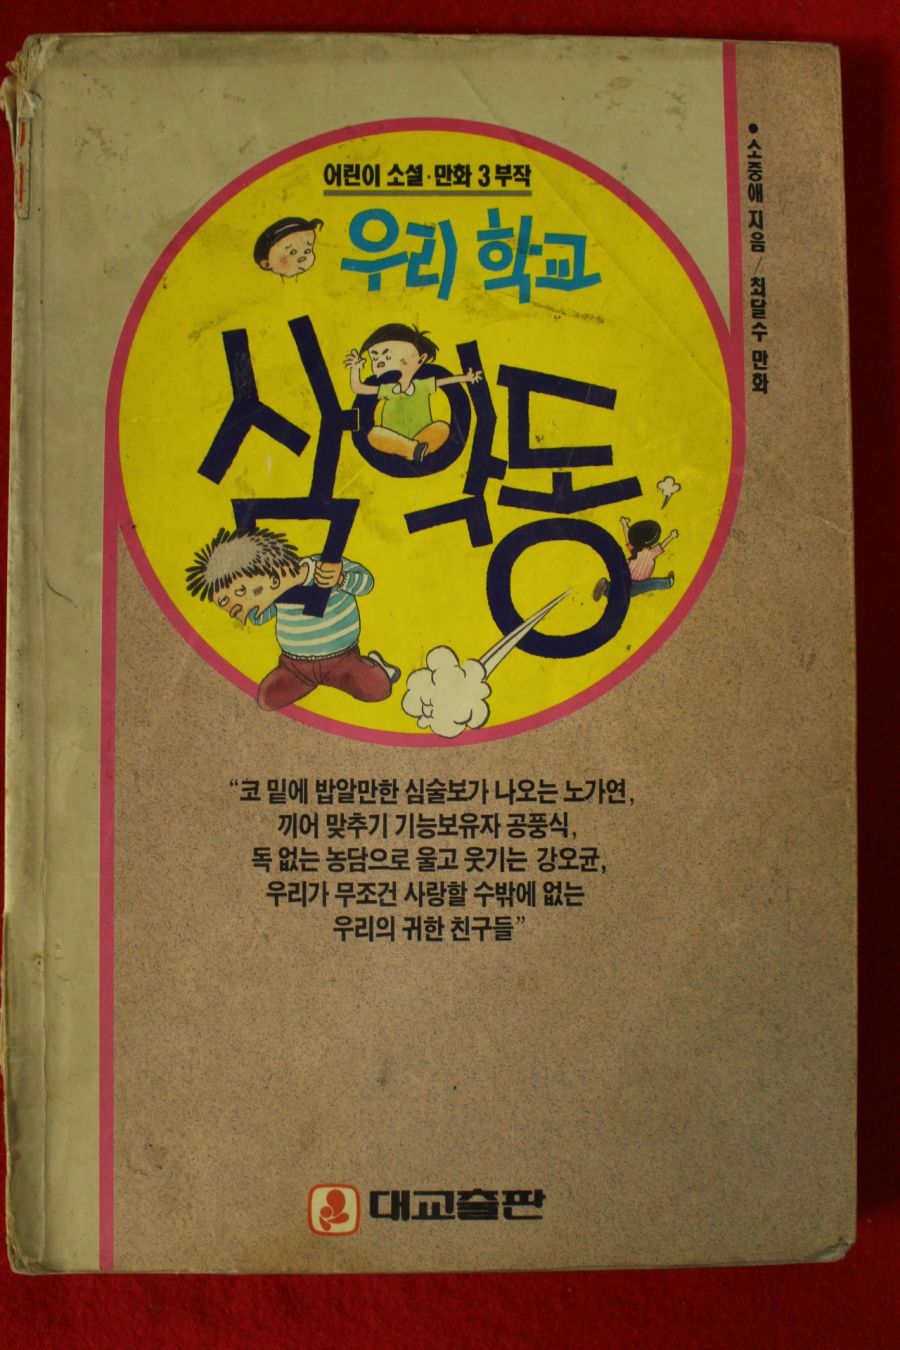 어린이 소설·만화 3부작
우리 학교
삭악동
● 소중애 지음 / 최달수 만화
“코 밑에 밥알만한 심술보가 나오는 노가연,
끼어 맞추기 기능보유자 공풍식,
독 없는 농담으로 울고 웃기는 강오균,
우리가 무조건 사랑할 수밖에 없는
우리의 귀한 친구들”
대교출판